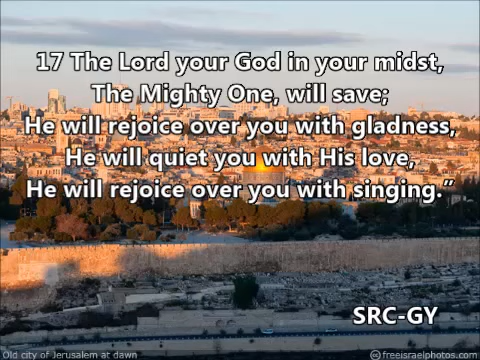 17 The Lord your God in your midst,
The Mighty One, will save;
He will rejoice over you with gladness,
He will quiet you with His love,
He will rejoice over you with singing.”
SRC-GY
Old city of Jerusalem at dawn
cc freeisraelphotos.com